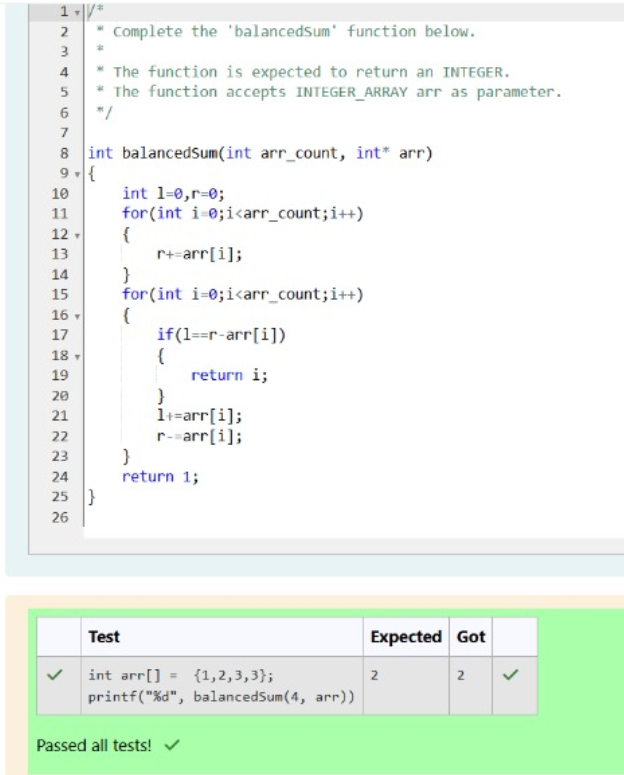 1 /*
2  * Complete the 'balancedSum' function below.
3  *
4  * The function is expected to return an INTEGER.
5  * The function accepts INTEGER_ARRAY arr as parameter.
6  */
7
8 int balancedSum(int arr_count, int* arr)
9 {
10     int l=0,r=0;
11     for(int i=0;i<arr_count;i++)
12     {
13         r+=arr[i];
14     }
15     for(int i=0;i<arr_count;i++)
16     {
17         if(l==r-arr[i])
18         {
19             return i;
20         }
21         l+=arr[i];
22         r-=arr[i];
23     }
24     return 1;
25 }
26
Test Expected Got
✓ int arr[] = {1,2,3,3}; 2 2 ✓
printf("%d", balancedSum(4, arr))
Passed all tests! ✓